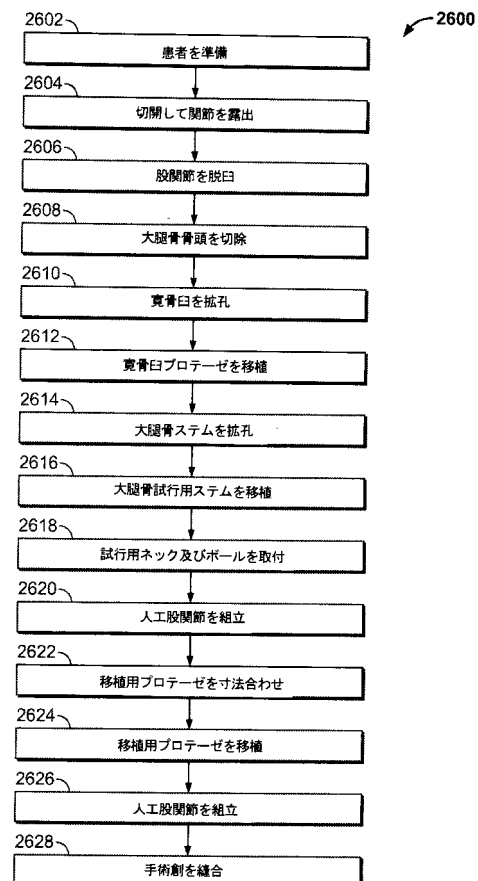 2600
2602
患者を準備
2604
切開して関節を露出
2606
股関節を脱臼
2608
大腿骨骨頭を切除
2610
寛骨臼を拡孔
2612
寛骨臼プロテーゼを移植
2614
大腿骨ステムを拡孔
2616
大腿骨試行用ステムを移植
2618
試行用ネック及びボールを取付
2620
人工股関節を組立
2622
移植用プロテーゼを寸法合わせ
2624
移植用プロテーゼを移植
2626
人工股関節を組立
2628
手術創を縫合